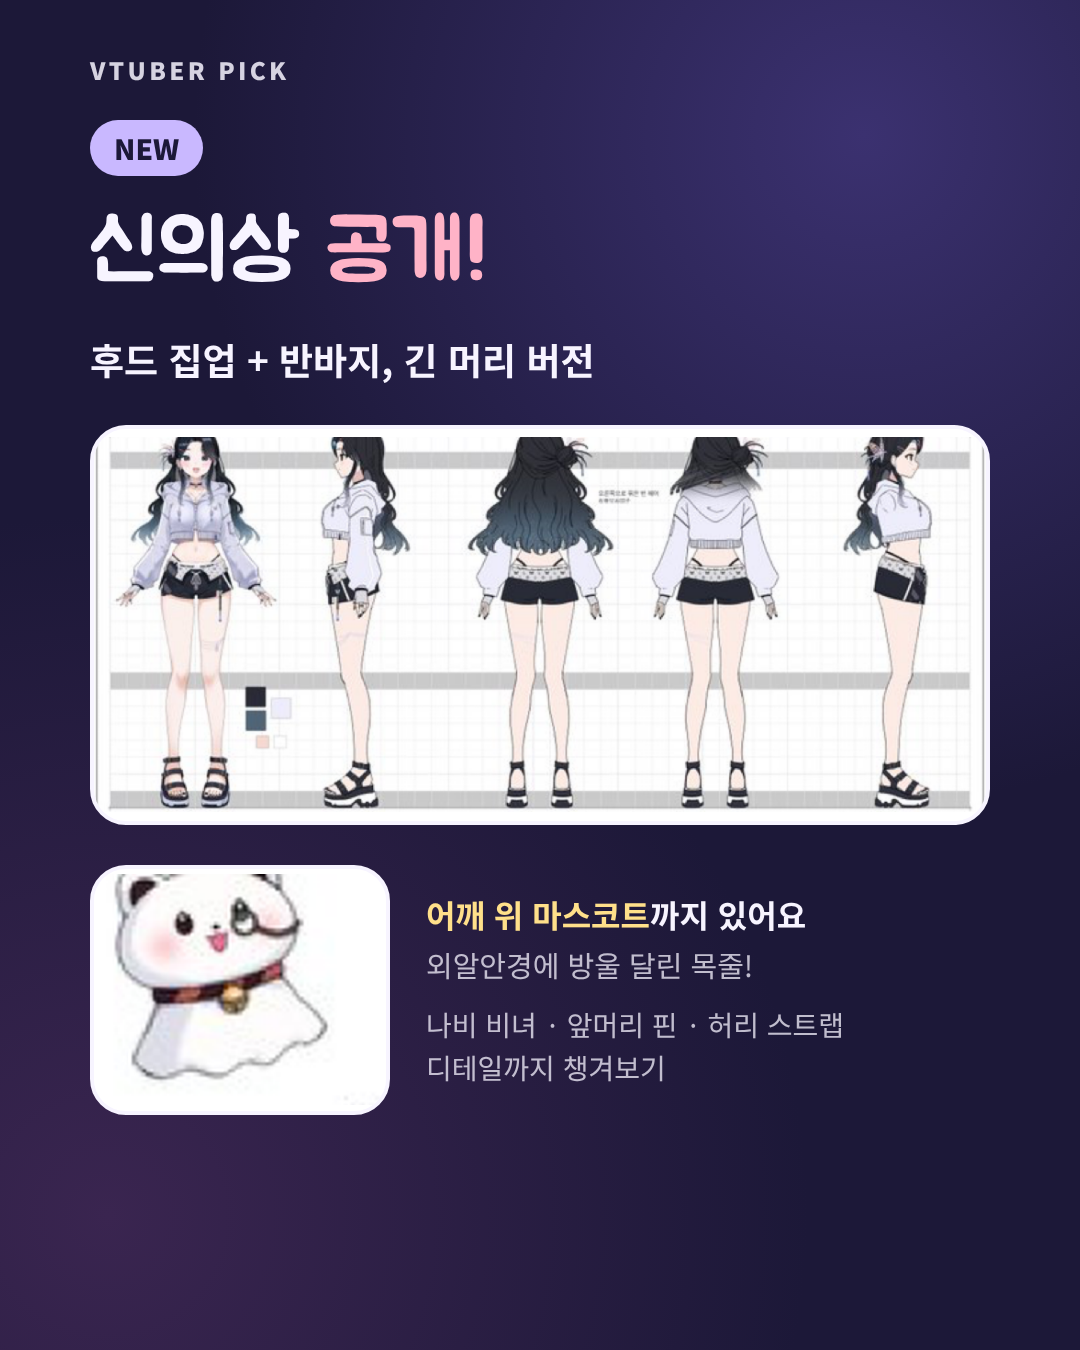 VTUBER PICK
NEW
신의상 공개!
후드 집업 + 반바지, 긴 머리 버전
어깨 위 마스코트까지 있어요
외알안경에 방울 달린 목줄!
나비 비녀 · 앞머리 핀 · 허리 스트랩
디테일까지 챙겨보기